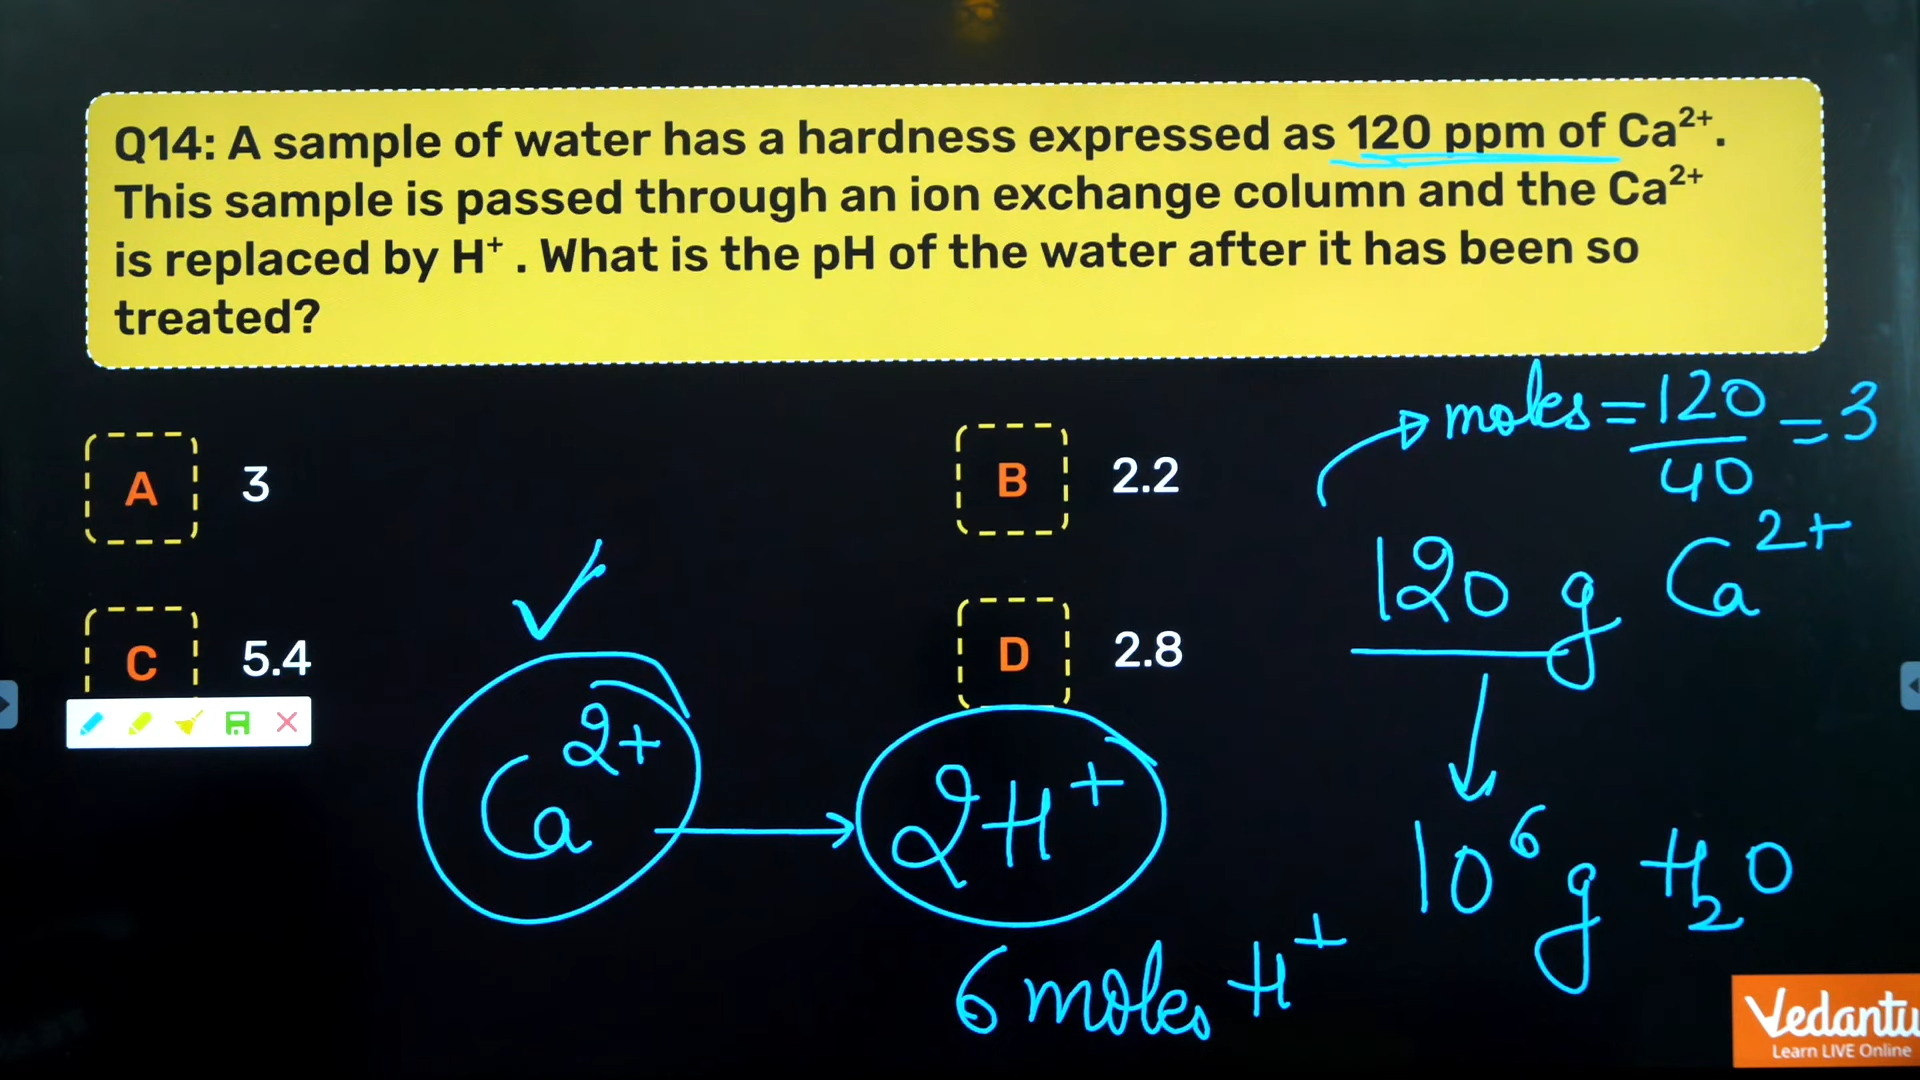 Q14: A sample of water has a hardness expressed as 120 ppm of Ca²⁺.
This sample is passed through an ion exchange column and the Ca²⁺
is replaced by H⁺ . What is the pH of the water after it has been so
treated?
A 3
B 2.2
C 5.4
D 2.8
moles = 120/40 = 3
120 g Ca²⁺
Ca²⁺ → 2H⁺
10⁶ g H₂O
6 moles H⁺
Vedantu
Learn LIVE Online